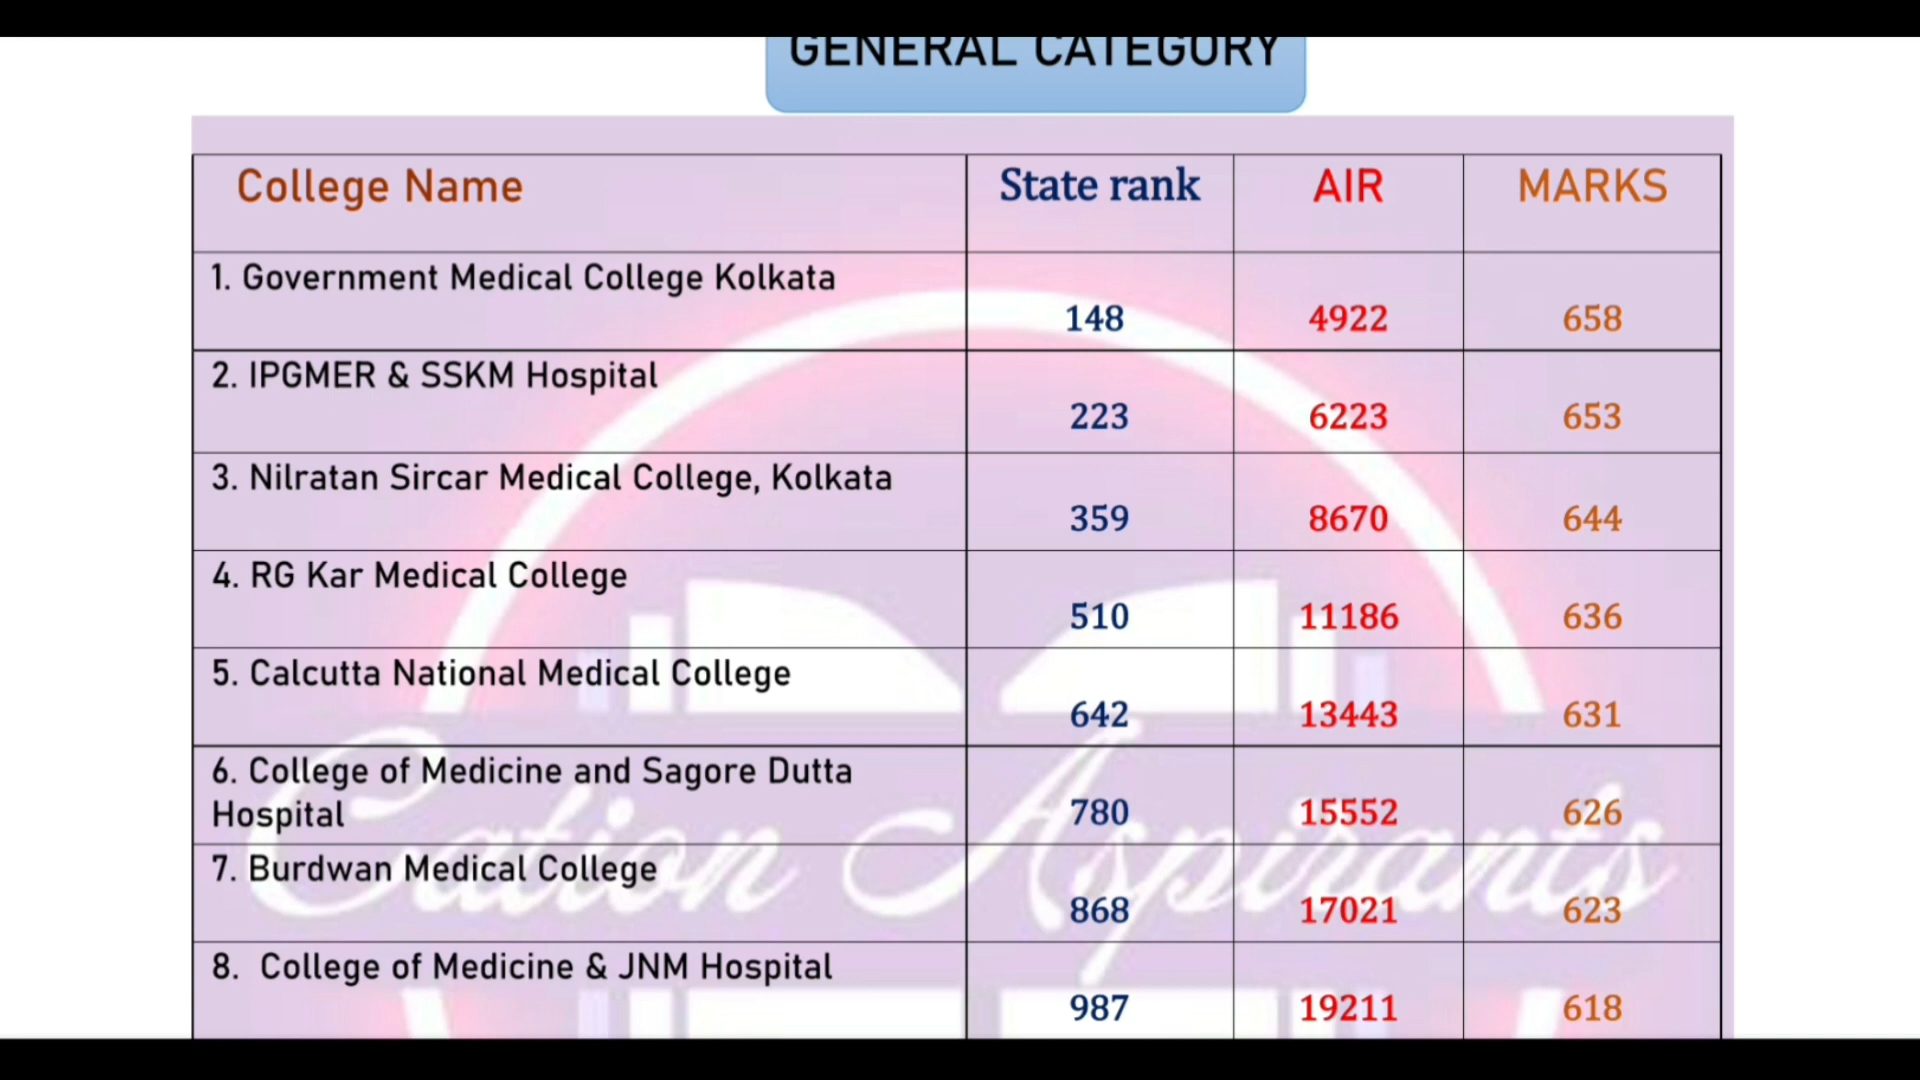 GENERAL CATEGORY
College Name State rank AIR MARKS
1. Government Medical College Kolkata 148 4922 658
2. IPGMER & SSKM Hospital 223 6223 653
3. Nilratan Sircar Medical College, Kolkata 359 8670 644
4. RG Kar Medical College 510 11186 636
5. Calcutta National Medical College 642 13443 631
6. College of Medicine and Sagore Dutta
Hospital 780 15552 626
7. Burdwan Medical College 868 17021 623
8. College of Medicine & JNM Hospital 987 19211 618
Cation Aspirants